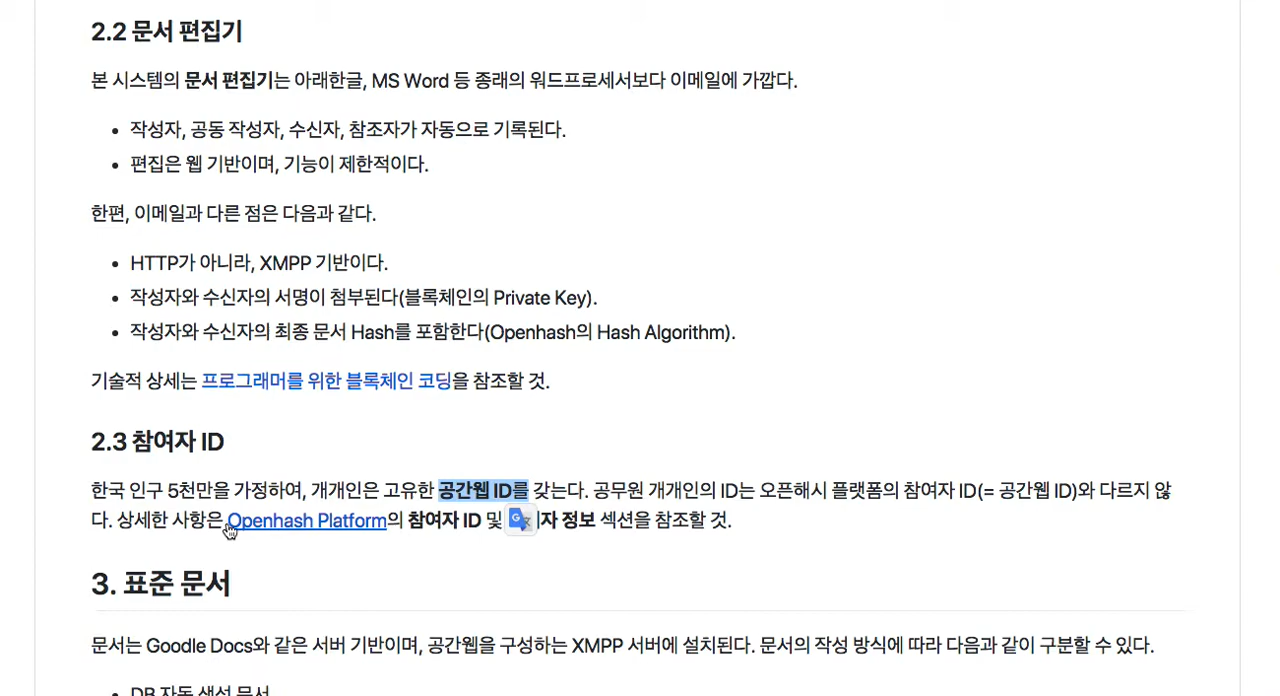 2.2 문서 편집기
본 시스템의 문서 편집기는 아래한글, MS Word 등 종래의 워드프로세서보다 이메일에 가깝다.
• 작성자, 공동 작성자, 수신자, 참조자가 자동으로 기록된다.
• 편집은 웹 기반이며, 기능이 제한적이다.
한편, 이메일과 다른 점은 다음과 같다.
• HTTP가 아니라, XMPP 기반이다.
• 작성자와 수신자의 서명이 첨부된다(블록체인의 Private Key).
• 작성자와 수신자의 최종 문서 Hash를 포함한다(Openhash의 Hash Algorithm).
기술적 상세는 프로그래머를 위한 블록체인 코딩을 참조할 것.
2.3 참여자 ID
한국 인구 5천만을 가정하여, 개개인은 고유한 공간웹 ID를 갖는다. 공무원 개개인의 ID는 오픈해시 플랫폼의 참여자 ID(= 공간웹 ID)와 다르지 않
다. 상세한 사항은 Openhash Platform의 참여자 ID 및 자 정보 섹션을 참조할 것.
3. 표준 문서
문서는 Goodle Docs와 같은 서버 기반이며, 공간웹을 구성하는 XMPP 서버에 설치된다. 문서의 작성 방식에 따라 다음과 같이 구분할 수 있다.
• DB 자동 생성 문서